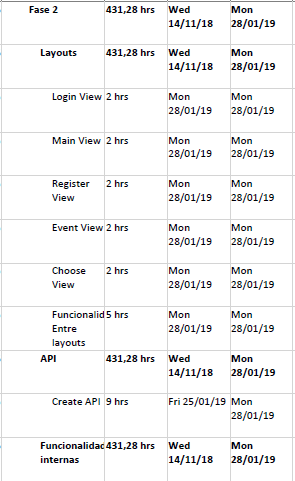 Fase 2 431,28 hrs Wed Mon
14/11/18 28/01/19
Layouts 431,28 hrs Wed Mon
14/11/18 28/01/19
Login View 2 hrs Mon Mon
28/01/19 28/01/19
Main View 2 hrs Mon Mon
28/01/19 28/01/19
Register 2 hrs Mon Mon
View 28/01/19 28/01/19
Event View 2 hrs Mon Mon
28/01/19 28/01/19
Choose 2 hrs Mon Mon
View 28/01/19 28/01/19
Funcionalid 5 hrs Mon Mon
Entre 28/01/19 28/01/19
layouts
API 431,28 hrs Wed Mon
14/11/18 28/01/19
Create API 9 hrs Fri 25/01/19 Mon
28/01/19
Funcionalidad 431,28 hrs Wed Mon
internas 14/11/18 28/01/19